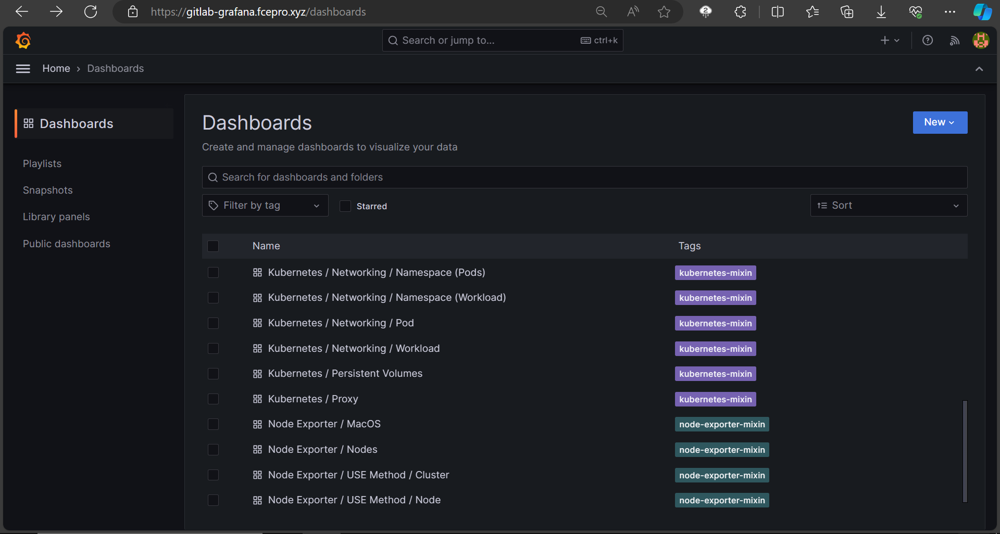 https://gitlab-grafana.fcepro.xyz/dashboards
2
Search or jump to... ctrl+k
Home › Dashboards
Dashboards
Playlists
Snapshots
Library panels
Public dashboards
Dashboards
New
Create and manage dashboards to visualize your data
Search for dashboards and folders
Filter by tag Starred Sort
Name Tags
Kubernetes / Networking / Namespace (Pods) kubernetes-mixin
Kubernetes / Networking / Namespace (Workload) kubernetes-mixin
Kubernetes / Networking / Pod kubernetes-mixin
Kubernetes / Networking / Workload kubernetes-mixin
Kubernetes / Persistent Volumes kubernetes-mixin
Kubernetes / Proxy kubernetes-mixin
Node Exporter / MacOS node-exporter-mixin
Node Exporter / Nodes node-exporter-mixin
Node Exporter / USE Method / Cluster node-exporter-mixin
Node Exporter / USE Method / Node node-exporter-mixin